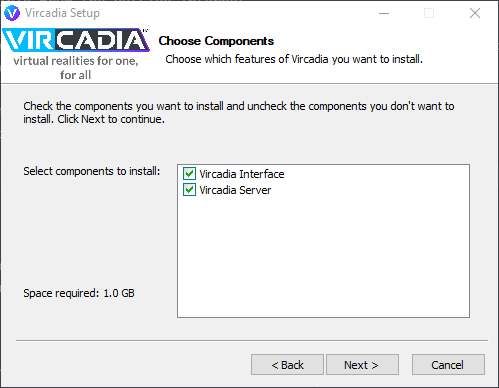 Vircadia Setup
VIRCADIA™
virtual realities for one,
for all
Choose Components
Choose which features of Vircadia you want to install.
Check the components you want to install and uncheck the components you don't want to
install. Click Next to continue.
Select components to install:
Vircadia Interface
Vircadia Server
Space required: 1.0 GB
< Back
Next >
Cancel